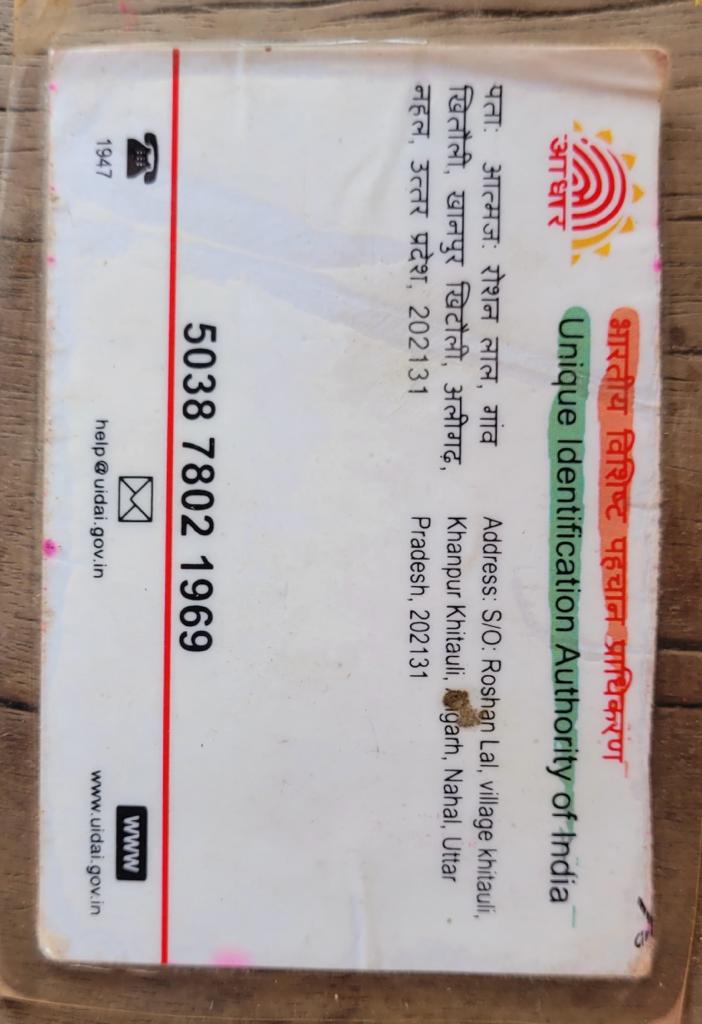 भारतीय विशिष्ट पहचान प्राधिकरण
Unique Identification Authority of India
आधार
पता: आत्मज: रोशन लाल, गांव
खितौली, खानपुर खिटौली, अलीगढ़,
नहल, उत्तर प्रदेश, 202131
Address: S/O: Roshan Lal, village khitauli,
Khanpur Khitauli, Nahal, Uttar
Pradesh, 202131
5038 7802 1969
1947
help@uidai.gov.in
www
www.uidai.gov.in